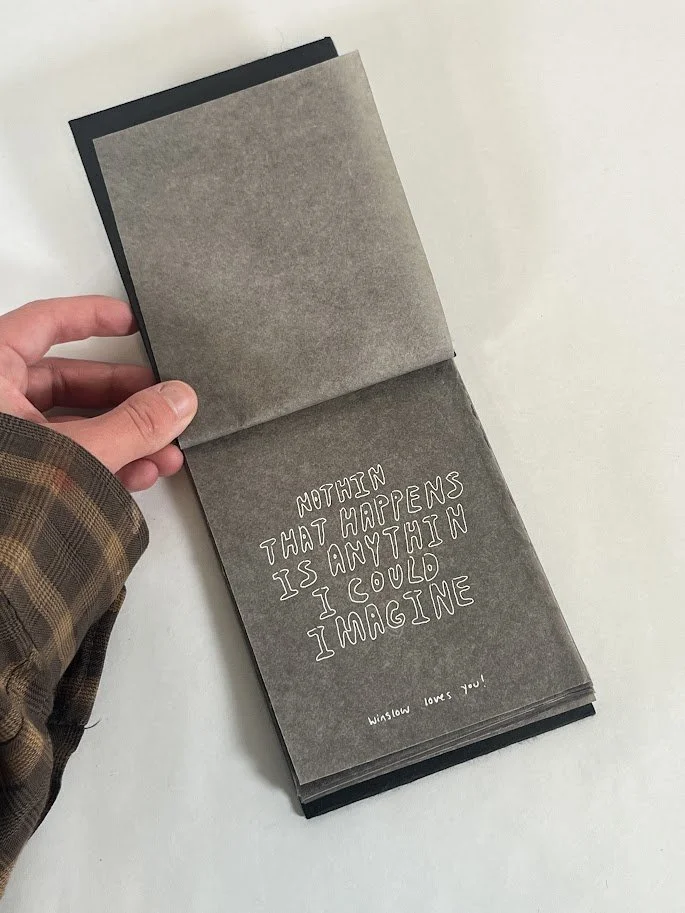 NOTHIN
THAT HAPPENS
IS ANYTHIN
I COULD
IMAGINE
Winslow loves you!